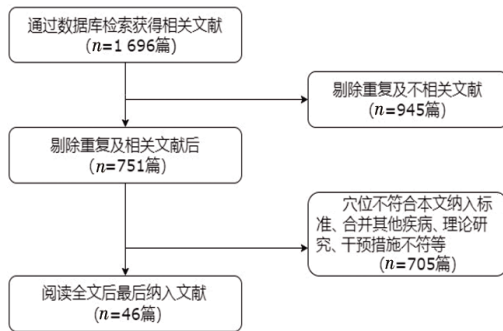 通过数据库检索获得相关文献
(n=1 696篇)
剔除重复及不相关文献
(n=945篇)
剔除重复及相关文献后
(n=751篇)
穴位不符合本文纳入标
准、合并其他疾病、理论研
究、干预措施不符等
(n=705篇)
阅读全文后最后纳入文献
(n=46篇)